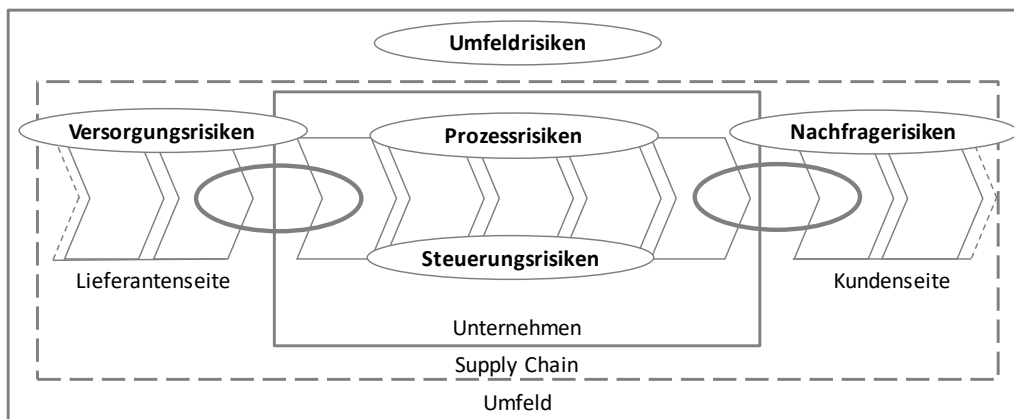 Umfeldrisiken
Versorgungsrisiken
Prozessrisiken
Nachfragerisiken
Steuerungsrisiken
Lieferantenseite
Kundenseite
Unternehmen
Supply Chain
Umfeld